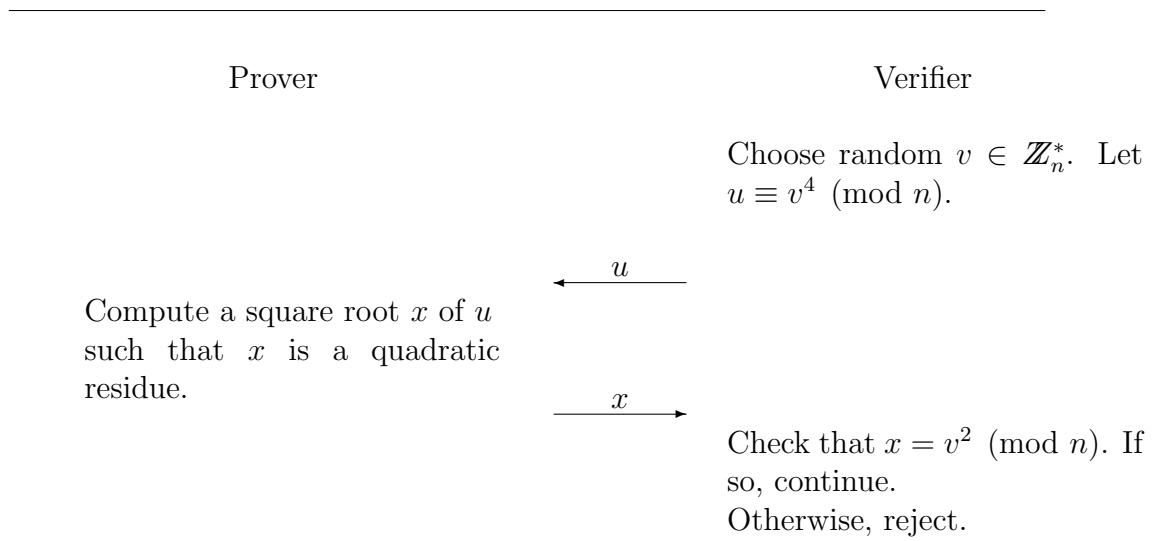 Prover Verifier
Choose random v ∈ ℤ*ₙ. Let
u ≡ v⁴ (mod n).
u
Compute a square root x of u
such that x is a quadratic
residue.
x
Check that x = v² (mod n). If
so, continue.
Otherwise, reject.